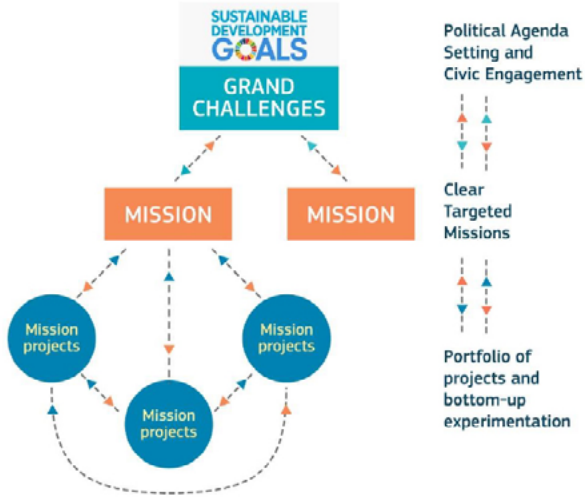 SUSTAINABLE
DEVELOPMENT
GOALS
GRAND
CHALLENGES
MISSION
MISSION
Mission
projects
Mission
projects
Mission
projects
Political Agenda
Setting and
Civic Engagement
Clear
Targeted
Missions
Portfolio of
projects and
bottom-up
experimentation